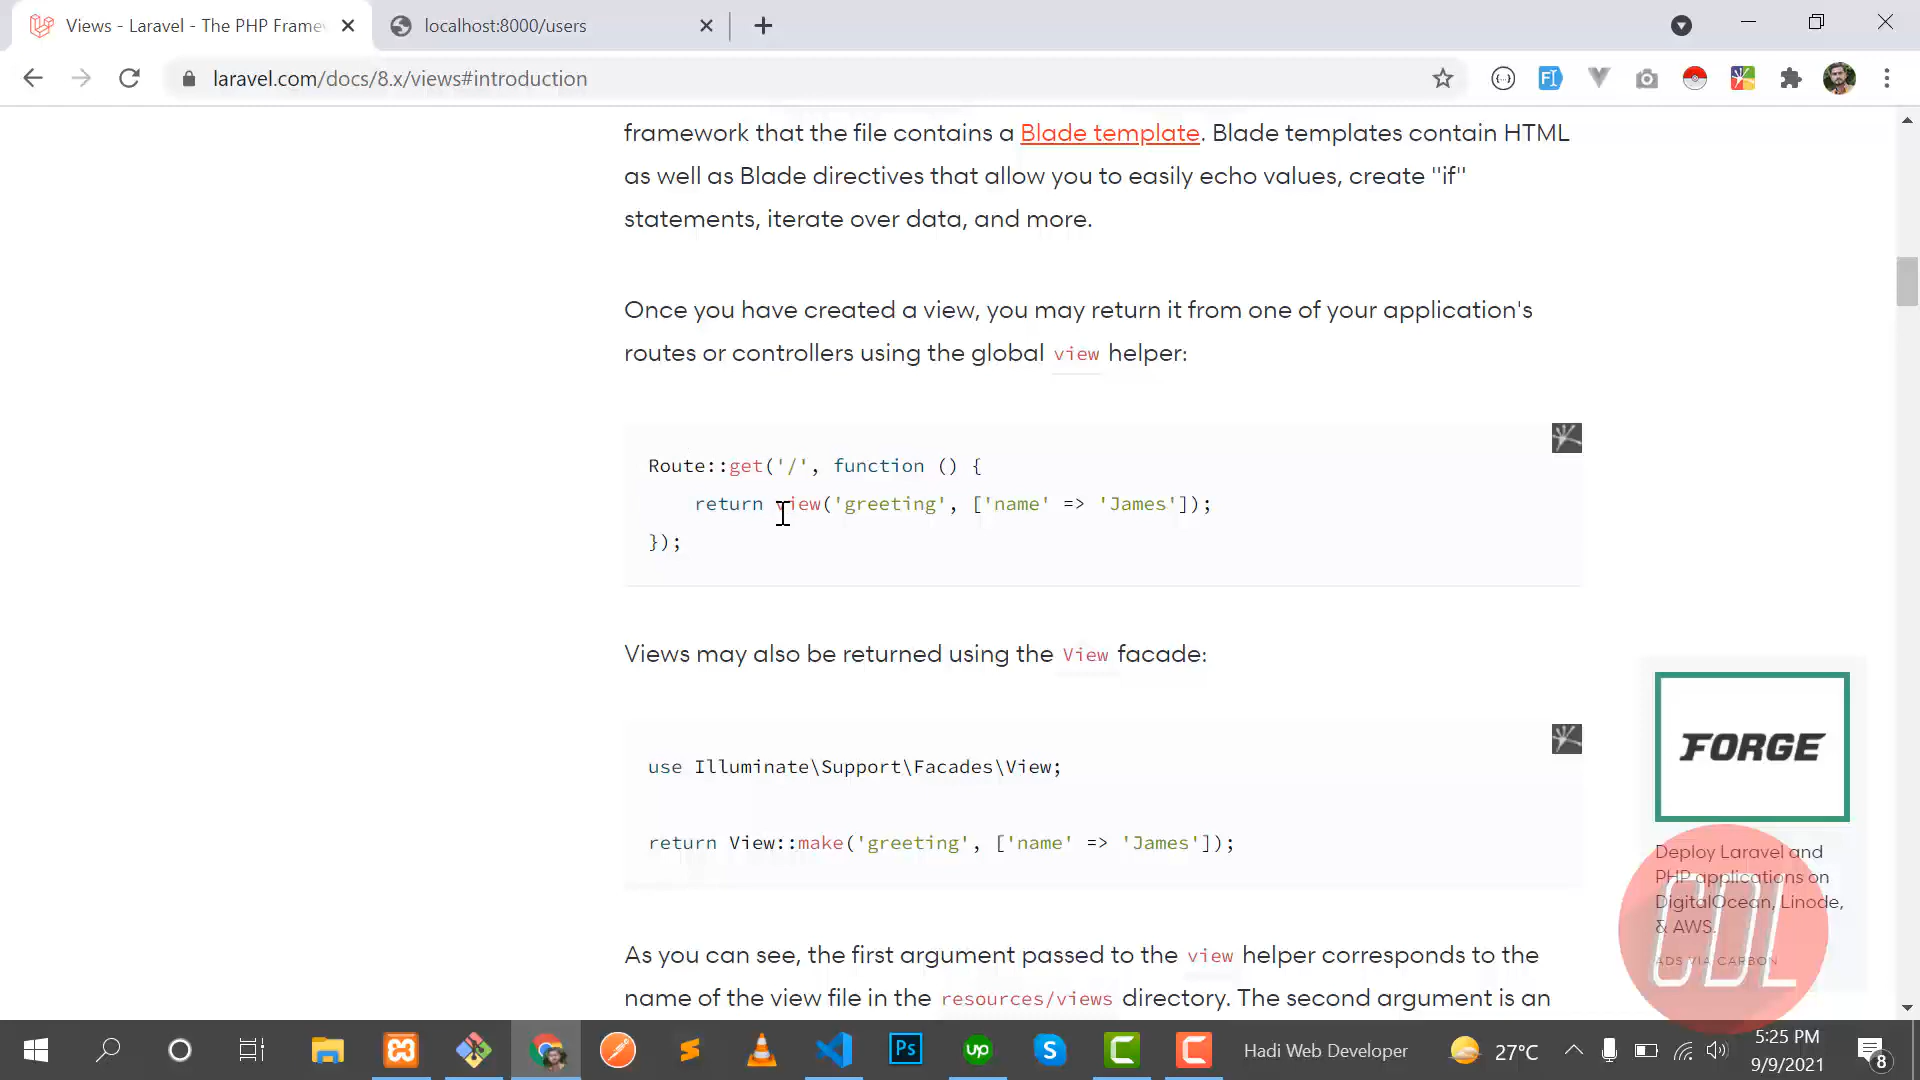 Views - Laravel - The PHP Frame
localhost:8000/users
laravel.com/docs/8.x/views#introduction
framework that the file contains a Blade template. Blade templates contain HTML
as well as Blade directives that allow you to easily echo values, create "if"
statements, iterate over data, and more.
Once you have created a view, you may return it from one of your application's
routes or controllers using the global view helper:
Route::get('/', function () {
    return view('greeting', ['name' => 'James']);
});
Views may also be returned using the View facade:
use Illuminate\Support\Facades\View;
return View::make('greeting', ['name' => 'James']);
As you can see, the first argument passed to the view helper corresponds to the
name of the view file in the resources/views directory. The second argument is an
FORGE
Deploy Laravel and
PHP applications on
DigitalOcean, Linode,
& AWS.
ADS VIA CARBON
CDL
Hadi Web Developer
27°C
5:25 PM
9/9/2021
8